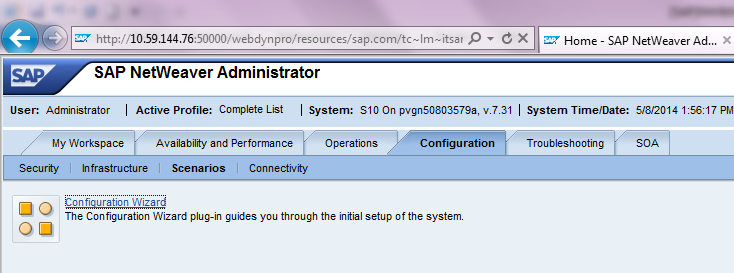 http://10.59.144.76:50000/webdynpro/resources/sap.com/tc~lm~itsar
Home - SAP NetWeaver Ad...
SAP
SAP NetWeaver Administrator
User: Administrator Active Profile: Complete List System: S10 On pvgn50803579a, v.7.31 System Time/Date: 5/8/2014 1:56:17 PM
My Workspace Availability and Performance Operations Configuration Troubleshooting SOA
Security Infrastructure Scenarios Connectivity
Configuration Wizard
The Configuration Wizard plug-in guides you through the initial setup of the system.